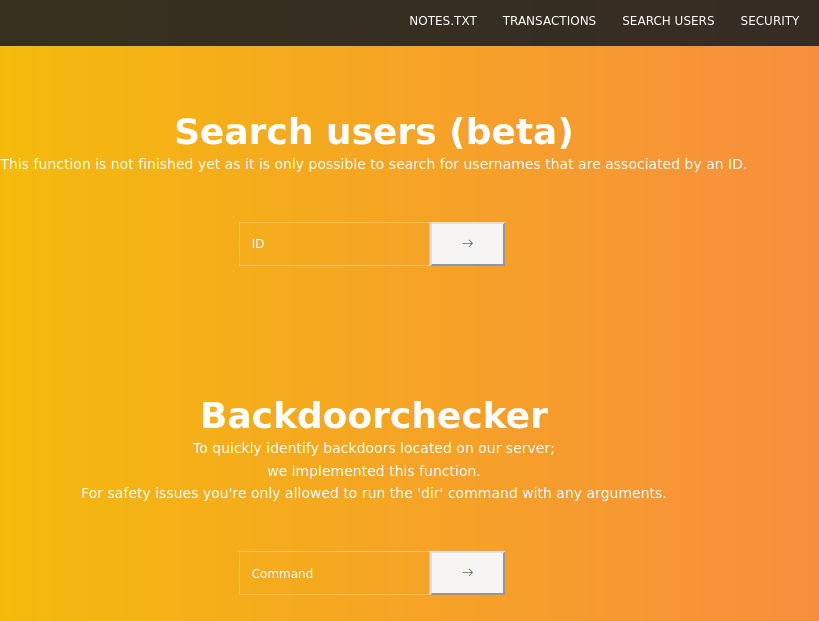 NOTES.TXT TRANSACTIONS SEARCH USERS SECURITY
Search users (beta)
This function is not finished yet as it is only possible to search for usernames that are associated by an ID.
ID →
Backdoorchecker
To quickly identify backdoors located on our server;
we implemented this function.
For safety issues you're only allowed to run the 'dir' command with any arguments.
Command →